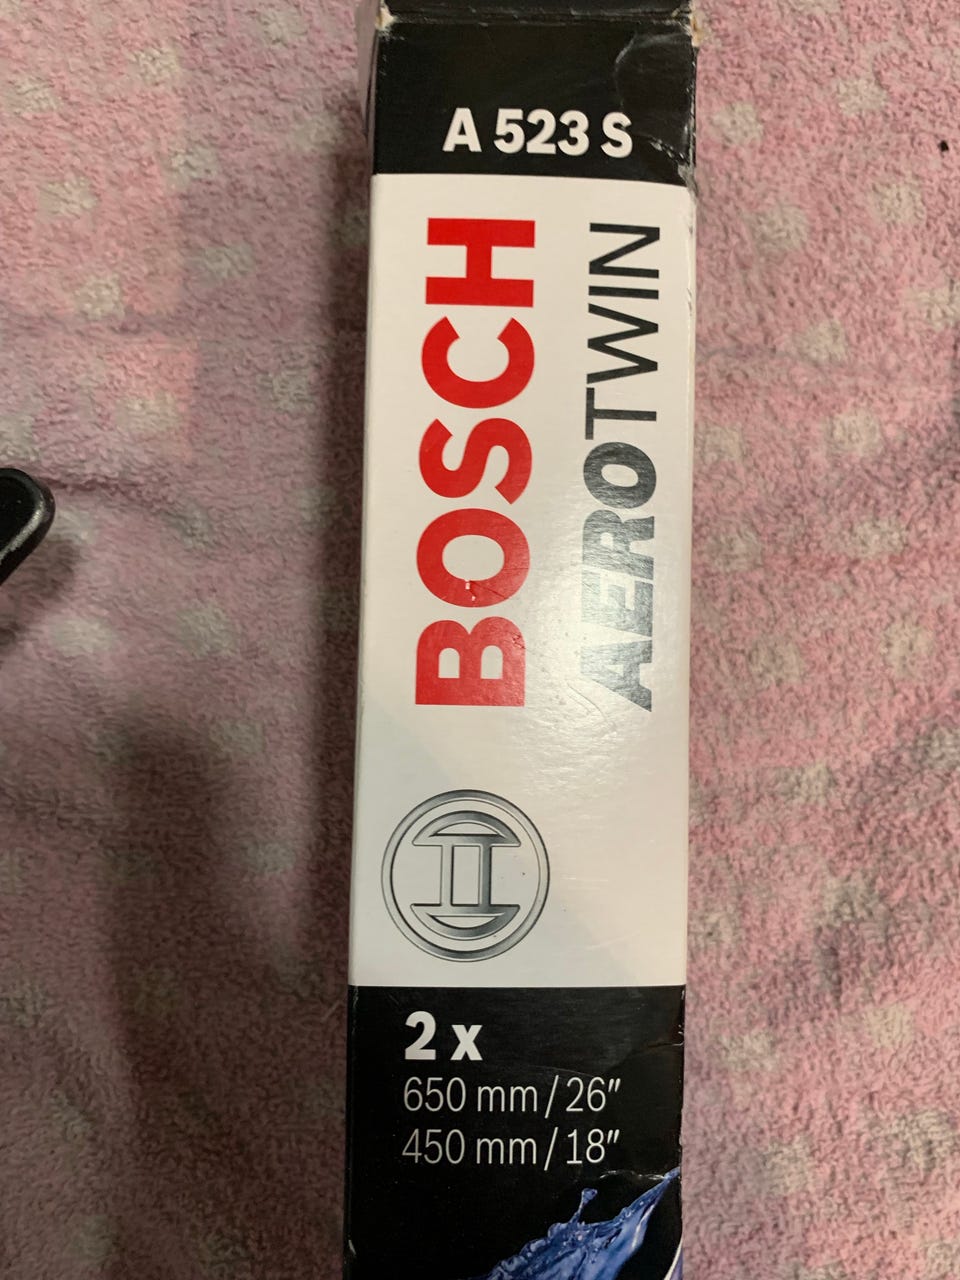 A 523 S
BOSCH
AEROTWIN
2 x
650 mm / 26"
450 mm / 18"